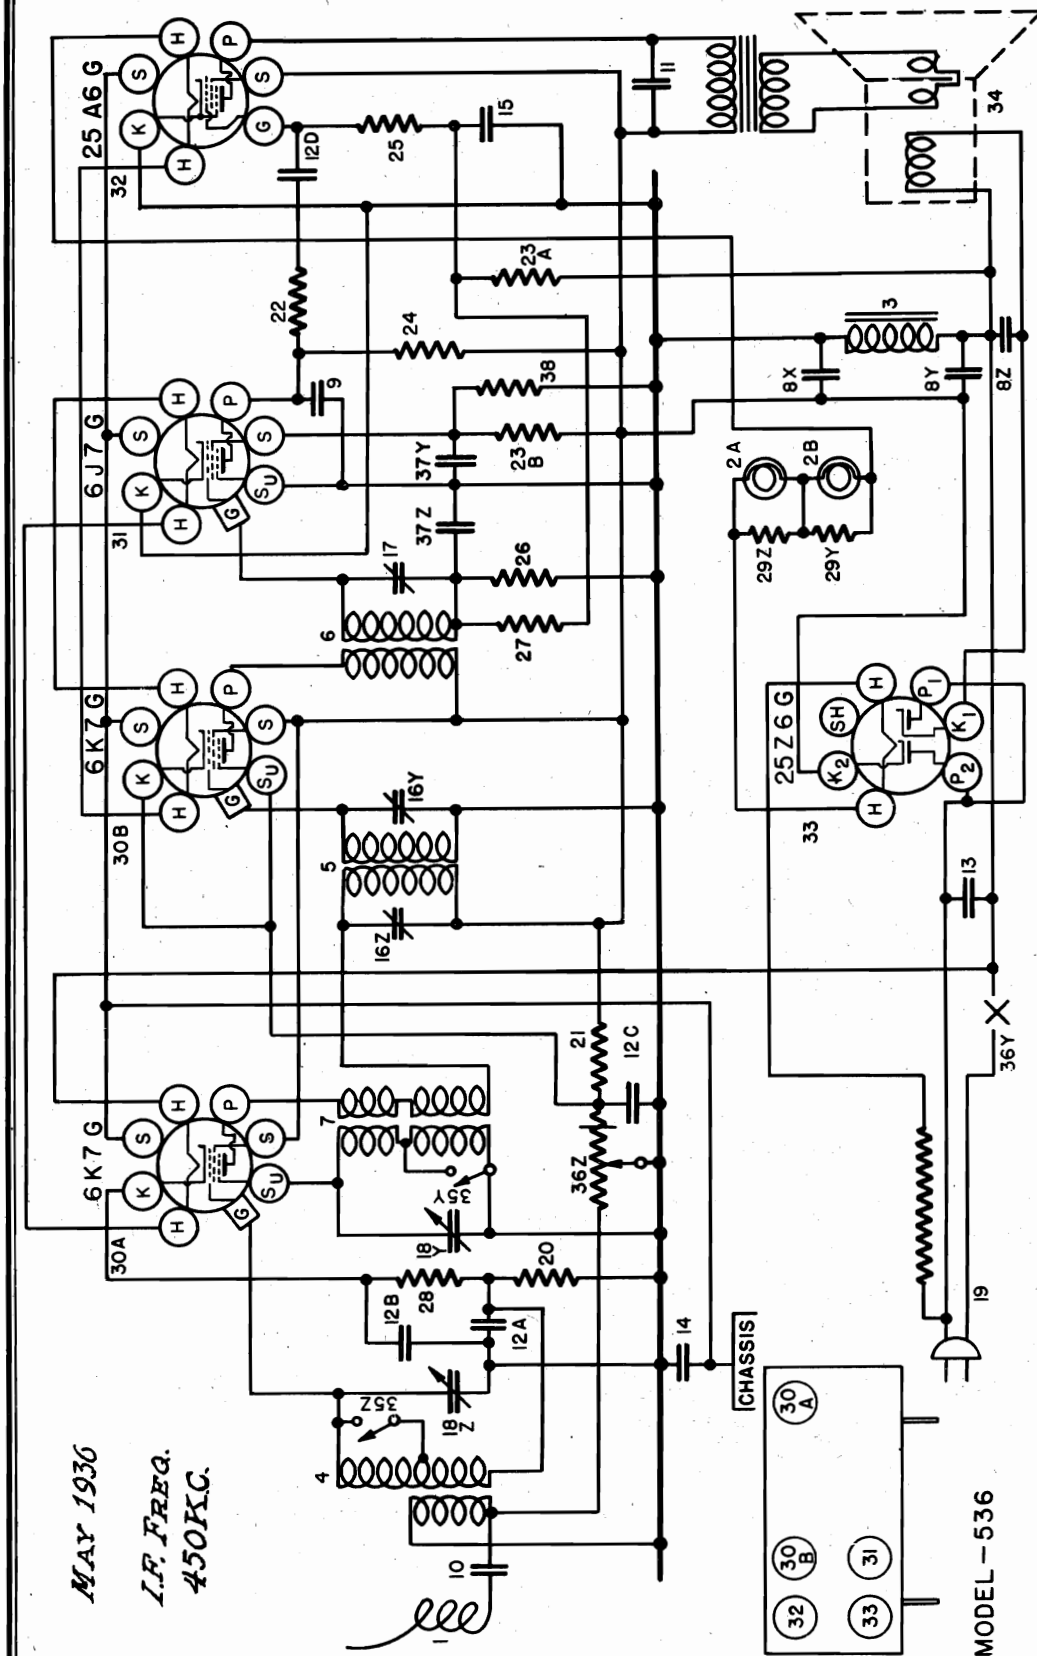 MAY 1936
I.F. FREQ.
450KC.
6K7G
30A
H
K
S
H
P
S
SU
G
6K7G
30B
H
K
S
H
P
S
SU
G
6J7G
31
H
K
S
H
P
S
SU
G
25A6G
32
H
K
S
H
P
S
G
1
10
4
35Z
18
Z
12B
28
12A
20
18
Y
35Y
7
36Z
21
12C
14
CHASSIS
16Z
5
16Y
6
17
27
26
37Z
37Y
23
B
38
9
22
24
23
A
12D
25
15
11
34
3
8X
8Y
8Z
2A
2B
29Z
29Y
25Z6G
33
H
K2
SH
H
P1
K1
P2
13
36Y
19
30
A
30
B
31
32
33
MODEL-536